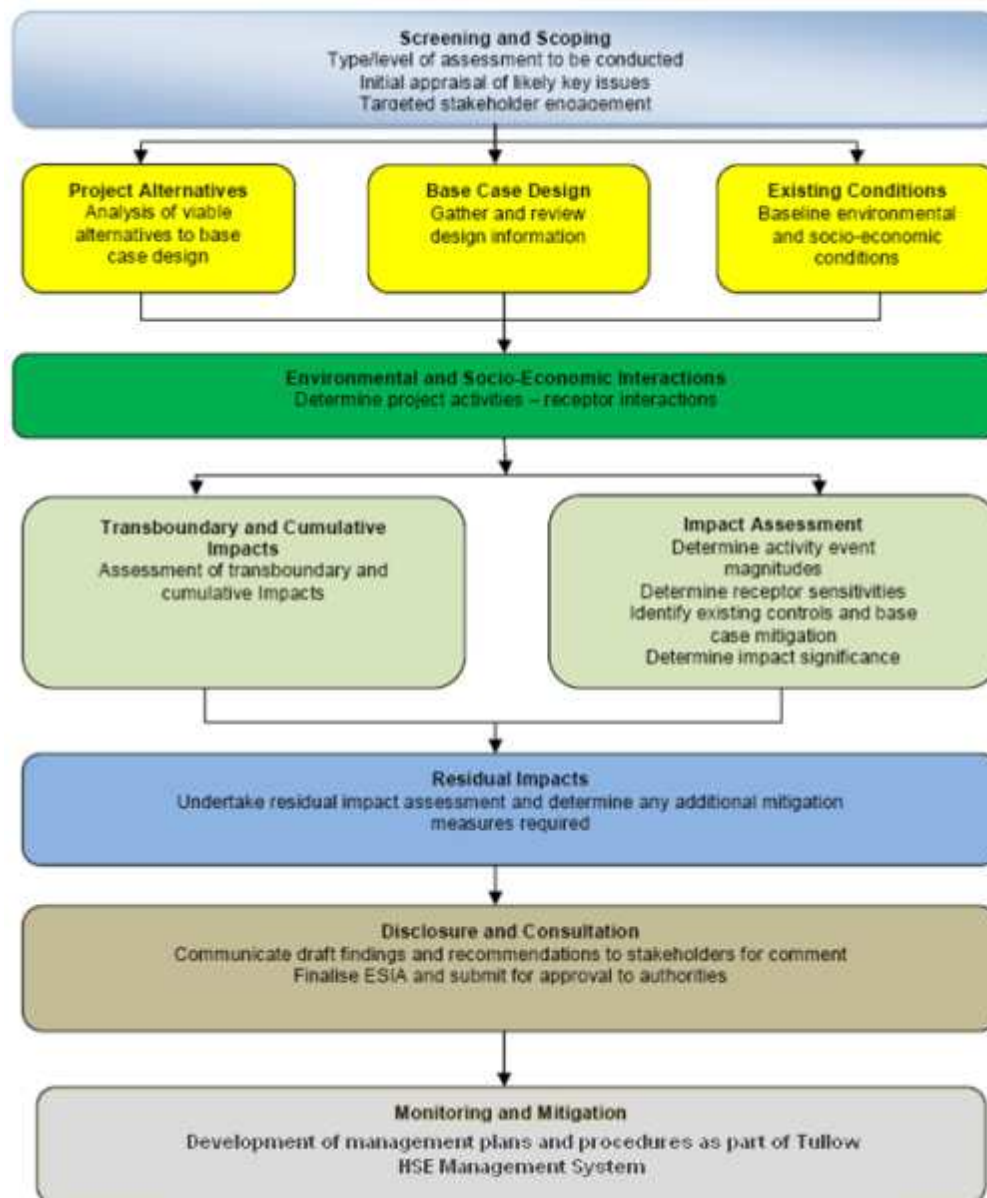 Screening and Scoping
Type/level of assessment to be conducted
Initial appraisal of likely key issues
Targeted stakeholder engagement
Project Alternatives
Analysis of viable
alternatives to base
case design
Base Case Design
Gather and review
design information
Existing Conditions
Baseline environmental
and socio-economic
conditions
Environmental and Socio-Economic Interactions
Determine project activities – receptor interactions
Transboundary and Cumulative
Impacts
Assessment of transboundary and
cumulative Impacts
Impact Assessment
Determine activity event
magnitudes
Determine receptor sensitivities
Identify existing controls and base
case mitigation
Determine impact significance
Residual Impacts
Undertake residual impact assessment and determine any additional mitigation
measures required
Disclosure and Consultation
Communicate draft findings and recommendations to stakeholders for comment
Finalise ESIA and submit for approval to authorities
Monitoring and Mitigation
Development of management plans and procedures as part of Tullow
HSE Management System